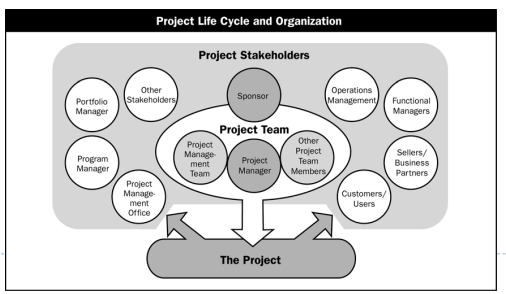 Project Life Cycle and Organization
Project Stakeholders
Portfolio
Manager
Other
Stakeholders
Sponsor
Operations
Management
Functional
Managers
Project Team
Program
Manager
Project
Manage-
ment
Team
Project
Manager
Other
Project
Team
Members
Sellers/
Business
Partners
Project
Manage-
ment
Office
Customers/
Users
The Project